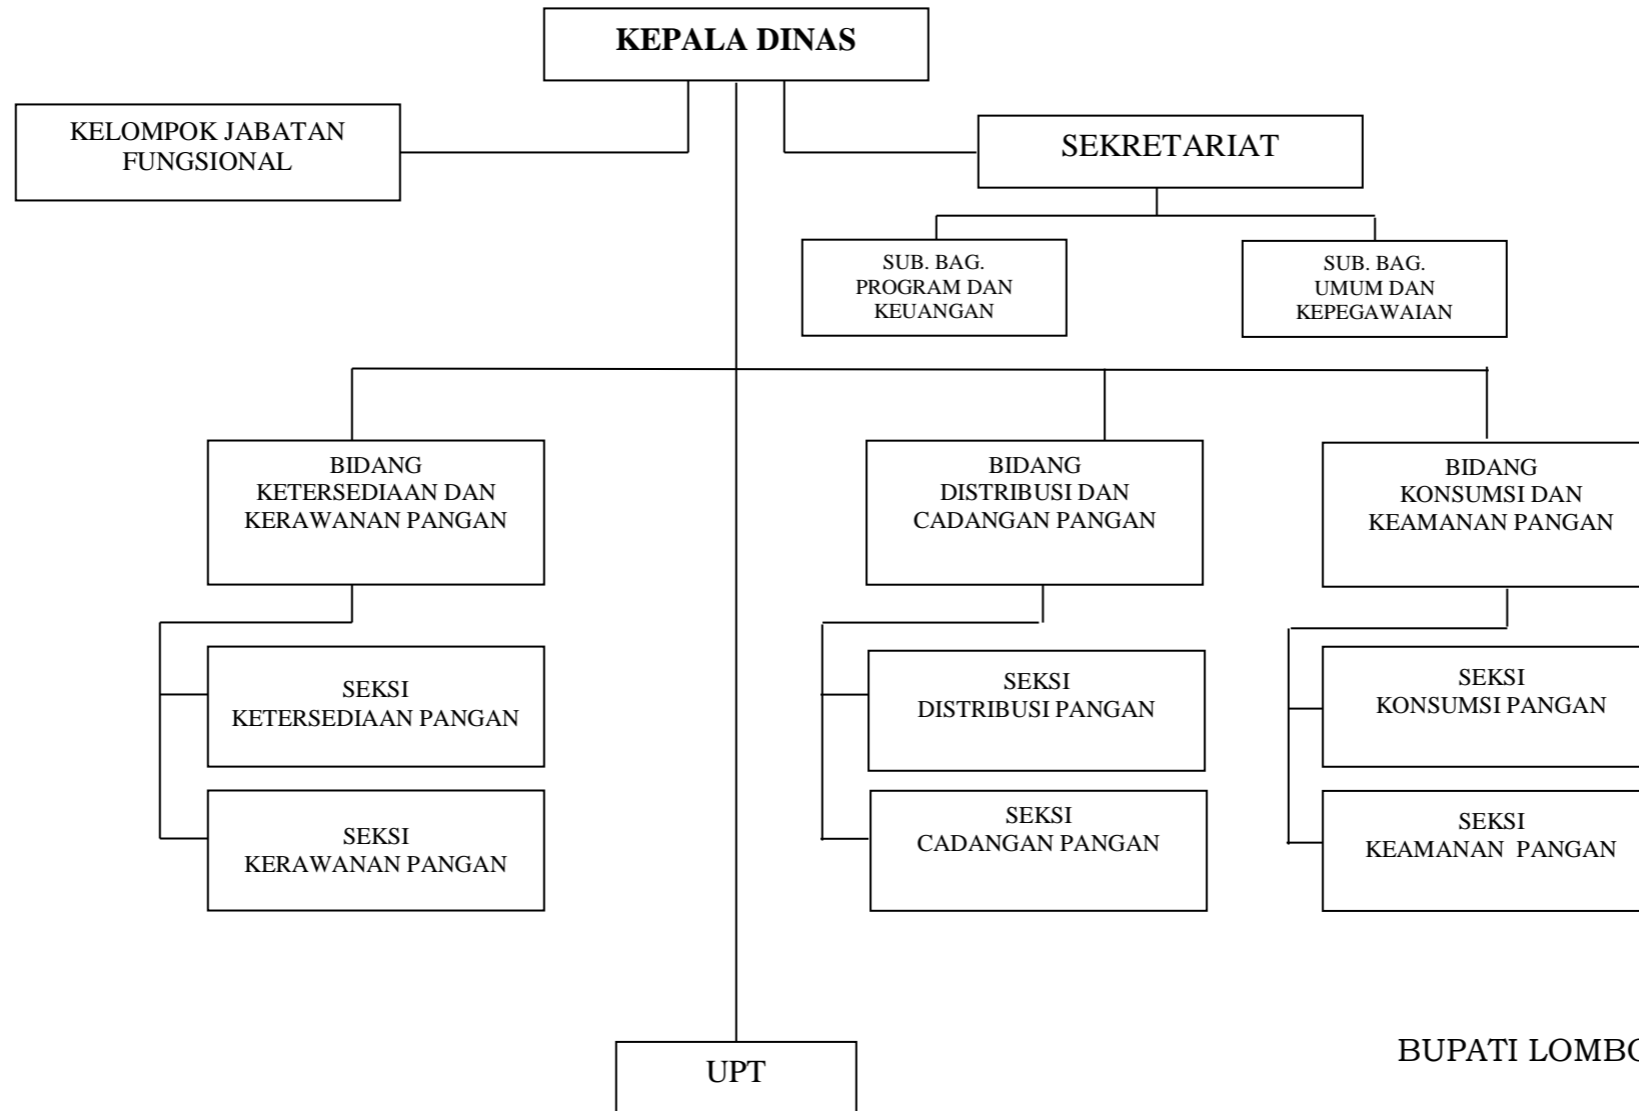 KEPALA DINAS
KELOMPOK JABATAN
FUNGSIONAL
SEKRETARIAT
SUB. BAG.
PROGRAM DAN
KEUANGAN
SUB. BAG.
UMUM DAN
KEPEGAWAIAN
BIDANG
KETERSEDIAAN DAN
KERAWANAN PANGAN
BIDANG
DISTRIBUSI DAN
CADANGAN PANGAN
BIDANG
KONSUMSI DAN
KEAMANAN PANGAN
SEKSI
KETERSEDIAAN PANGAN
SEKSI
DISTRIBUSI PANGAN
SEKSI
KONSUMSI PANGAN
SEKSI
KERAWANAN PANGAN
SEKSI
CADANGAN PANGAN
SEKSI
KEAMANAN  PANGAN
UPT
BUPATI